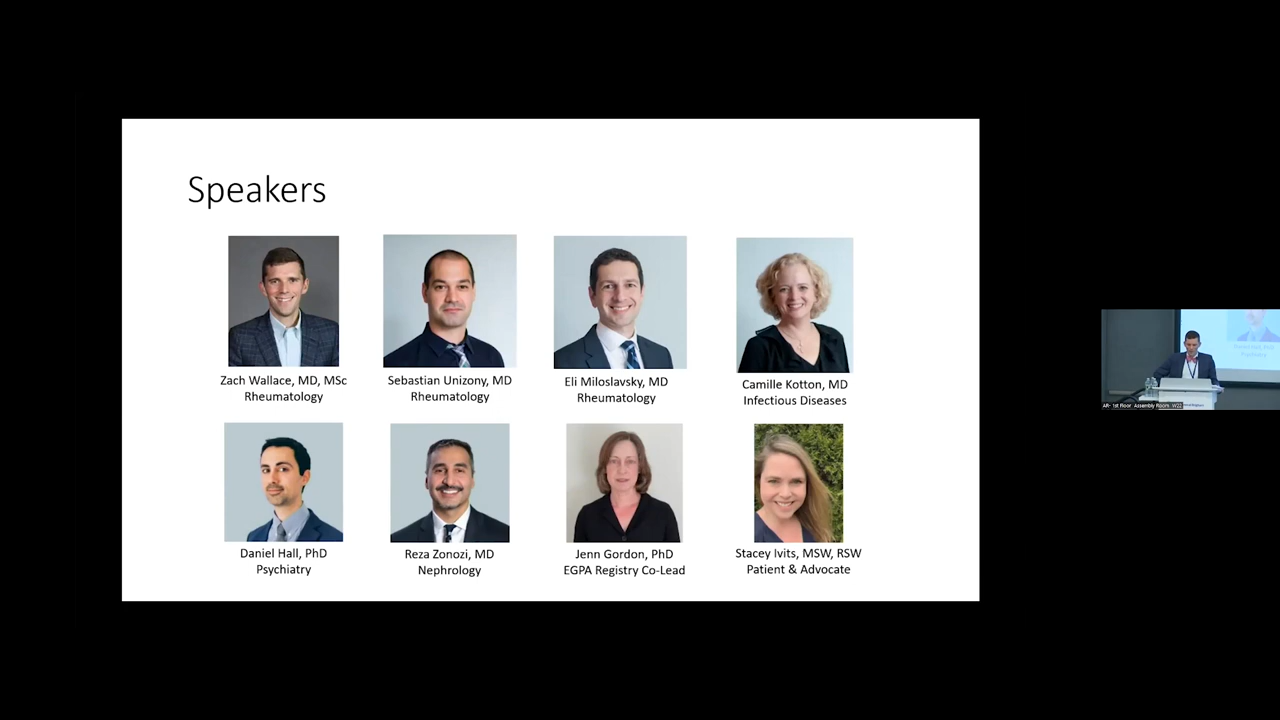 Speakers
Zach Wallace, MD, MSc
Rheumatology
Sebastian Unizony, MD
Rheumatology
Eli Miloslavsky, MD
Rheumatology
Camille Kotton, MD
Infectious Diseases
Daniel Hall, PhD
Psychiatry
Reza Zonozi, MD
Nephrology
Jenn Gordon, PhD
EGPA Registry Co-Lead
Stacey Ivits, MSW, RSW
Patient & Advocate